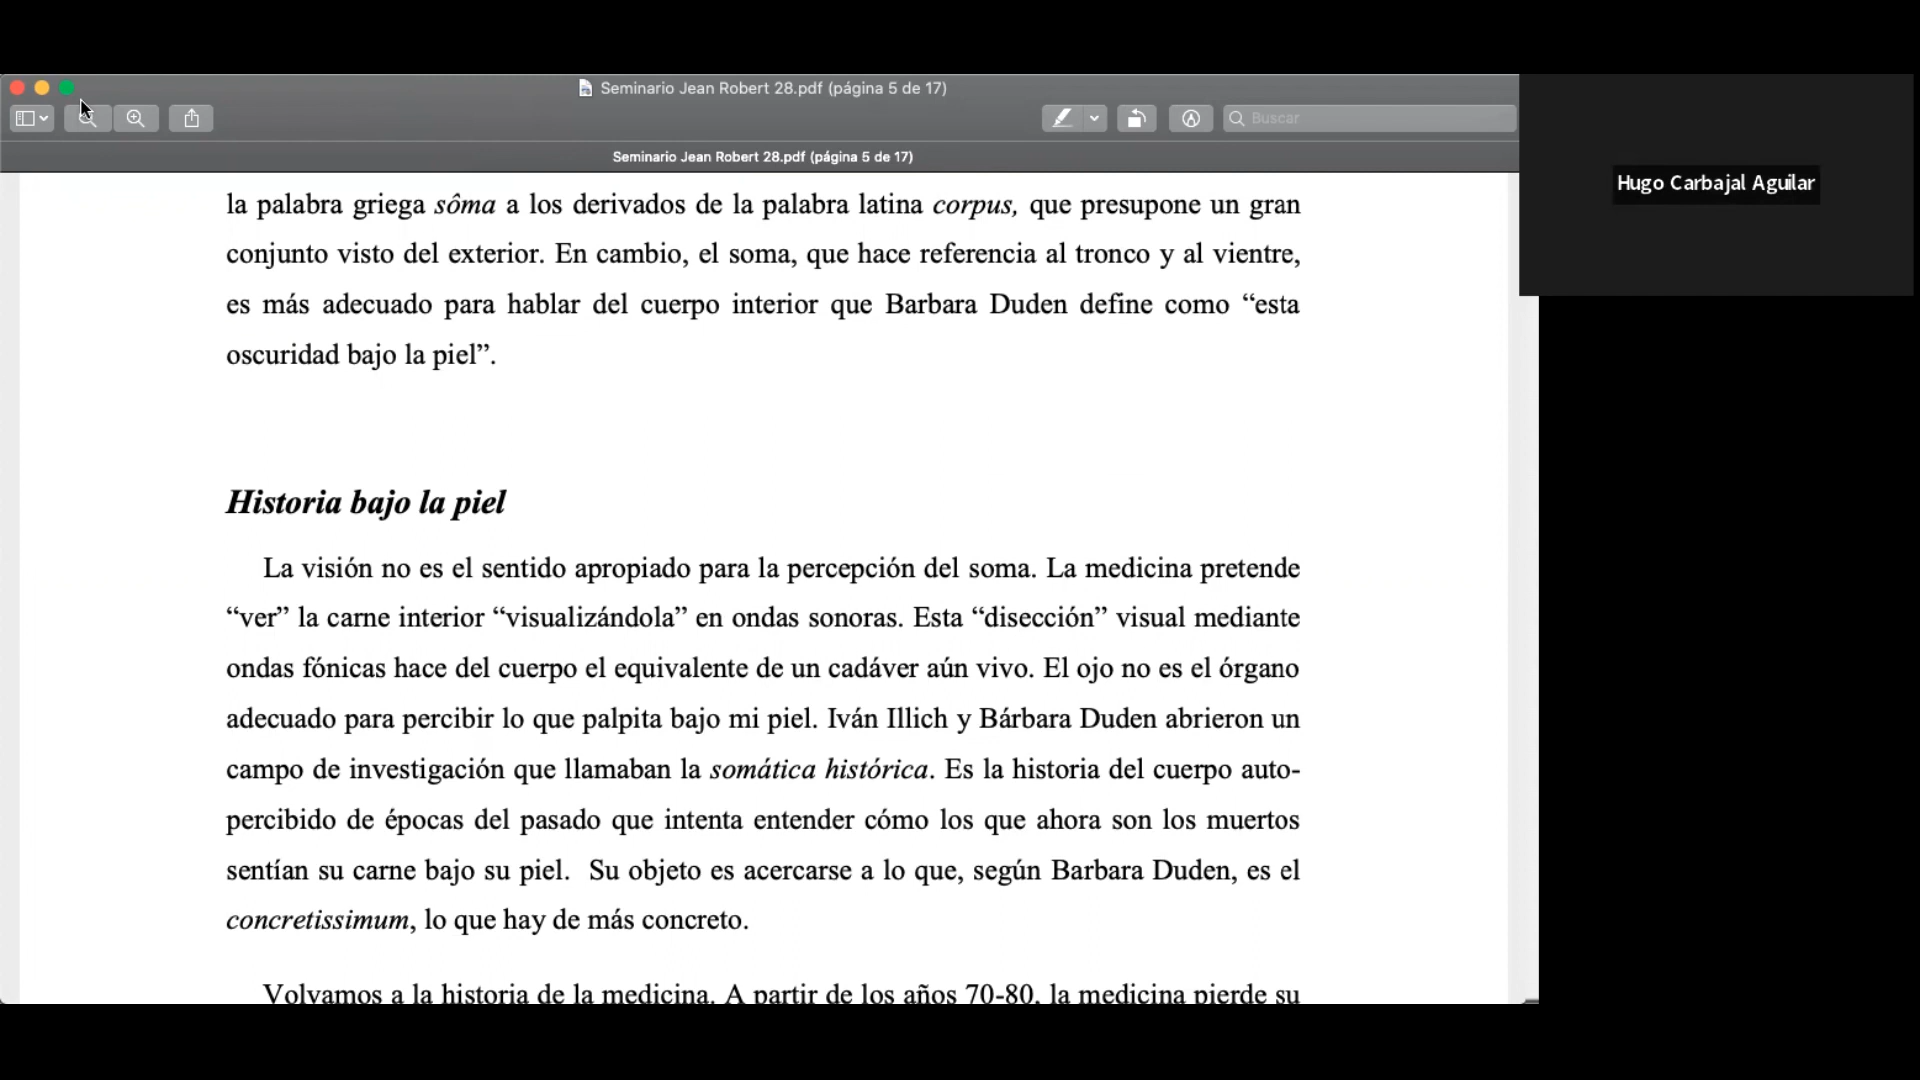 Seminario Jean Robert 28.pdf (página 5 de 17)
Buscar
Seminario Jean Robert 28.pdf (página 5 de 17)
Hugo Carbajal Aguilar
la palabra griega sôma a los derivados de la palabra latina corpus, que presupone un gran
conjunto visto del exterior. En cambio, el soma, que hace referencia al tronco y al vientre,
es más adecuado para hablar del cuerpo interior que Barbara Duden define como “esta
oscuridad bajo la piel”.
Historia bajo la piel
La visión no es el sentido apropiado para la percepción del soma. La medicina pretende
“ver” la carne interior “visualizándola” en ondas sonoras. Esta “disección” visual mediante
ondas fónicas hace del cuerpo el equivalente de un cadáver aún vivo. El ojo no es el órgano
adecuado para percibir lo que palpita bajo mi piel. Iván Illich y Bárbara Duden abrieron un
campo de investigación que llamaban la somática histórica. Es la historia del cuerpo auto-
percibido de épocas del pasado que intenta entender cómo los que ahora son los muertos
sentían su carne bajo su piel. Su objeto es acercarse a lo que, según Barbara Duden, es el
concretissimum, lo que hay de más concreto.
Volvamos a la historia de la medicina. A partir de los años 70-80, la medicina pierde su